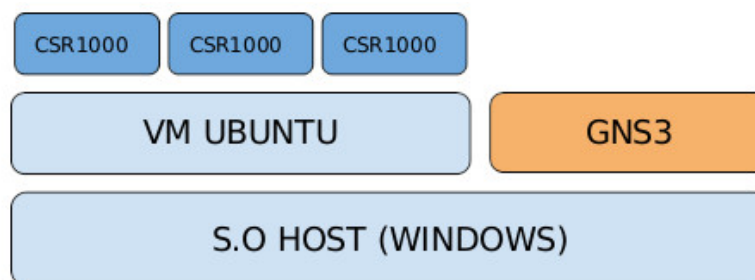 CSR1000 CSR1000 CSR1000
VM UBUNTU GNS3
S.O HOST (WINDOWS)